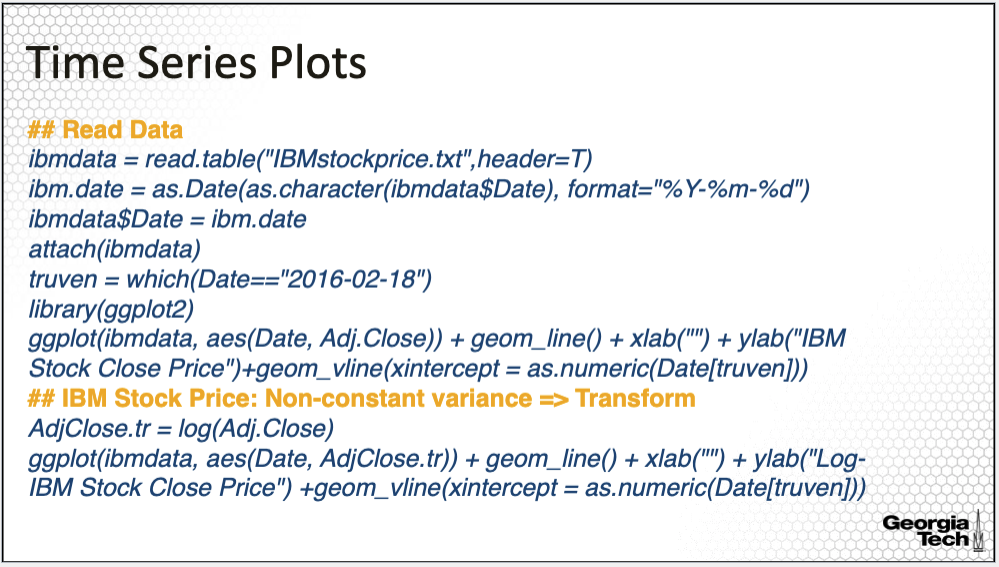 Time Series Plots
## Read Data
ibmdata = read.table("IBMstockprice.txt",header=T)
ibm.date = as.Date(as.character(ibmdata$Date), format="%Y-%m-%d")
ibmdata$Date = ibm.date
attach(ibmdata)
truven = which(Date=="2016-02-18")
library(ggplot2)
ggplot(ibmdata, aes(Date, Adj.Close)) + geom_line() + xlab("") + ylab("IBM
Stock Close Price")+geom_vline(xintercept = as.numeric(Date[truven]))
## IBM Stock Price: Non-constant variance => Transform
AdjClose.tr = log(Adj.Close)
ggplot(ibmdata, aes(Date, AdjClose.tr)) + geom_line() + xlab("") + ylab("Log-
IBM Stock Close Price") +geom_vline(xintercept = as.numeric(Date[truven]))
Georgia
Tech